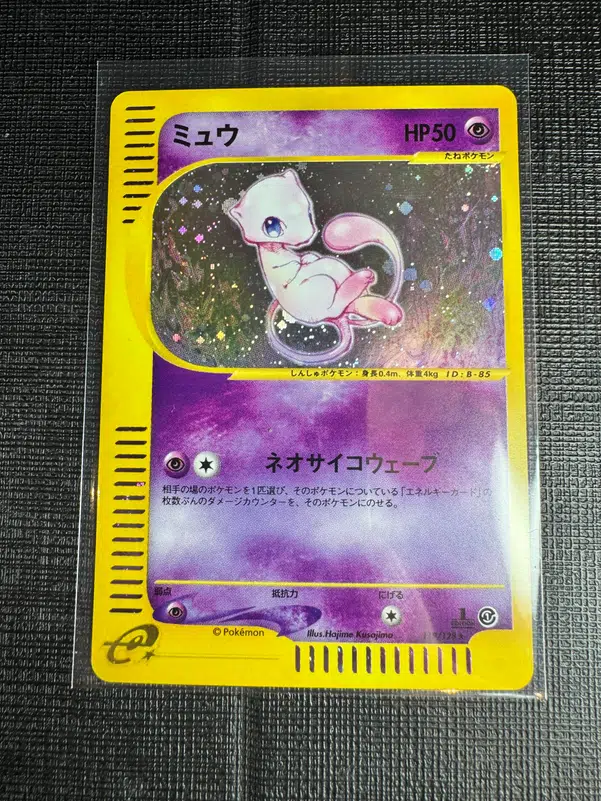 ミュウ
HP50
たねポケモン
しんしゅポケモン：身長0.4m、体重4kg ID：B-85
ネオサイコウェーブ
相手の場のポケモンを1匹選び、そのポケモンについている「エネルギーカード」の
枚数ぶんのダメージカウンターを、そのポケモンにのせる。
弱点 抵抗力 にげる
© Pokémon Illus.Hajime Kusajima
1 EDITION
/128